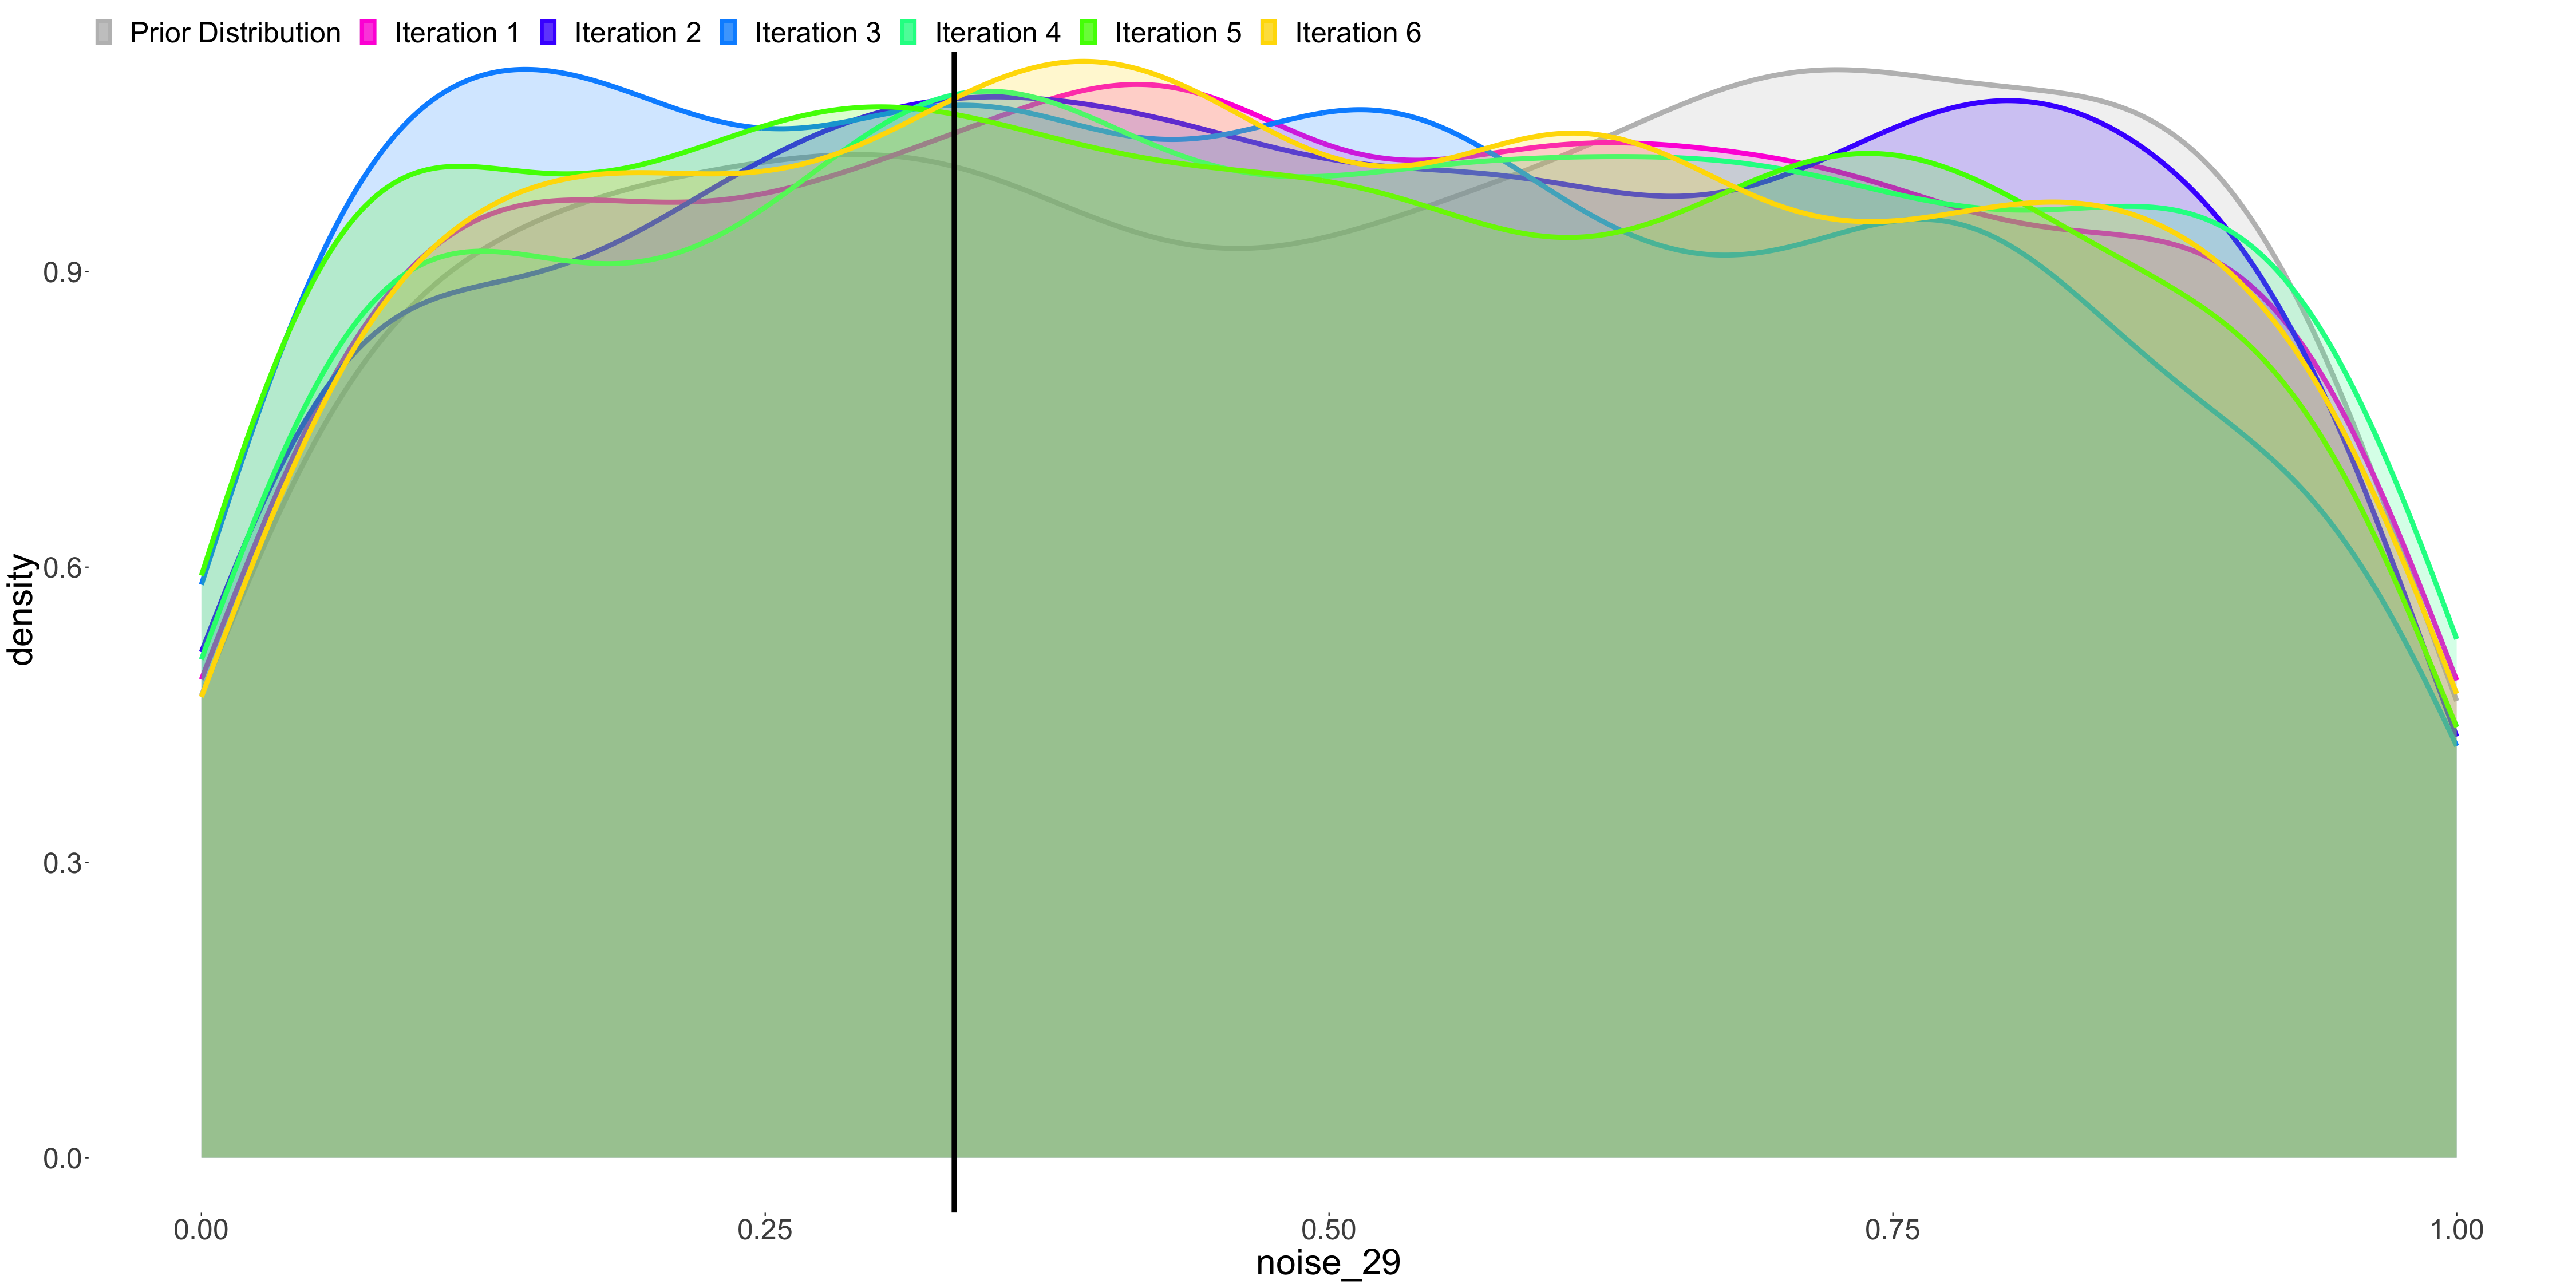 Prior Distribution Iteration 1 Iteration 2 Iteration 3 Iteration 4 Iteration 5 Iteration 6
0.9
0.6
0.3
0.0
density
0.00 0.25 0.50 0.75 1.00
noise_29